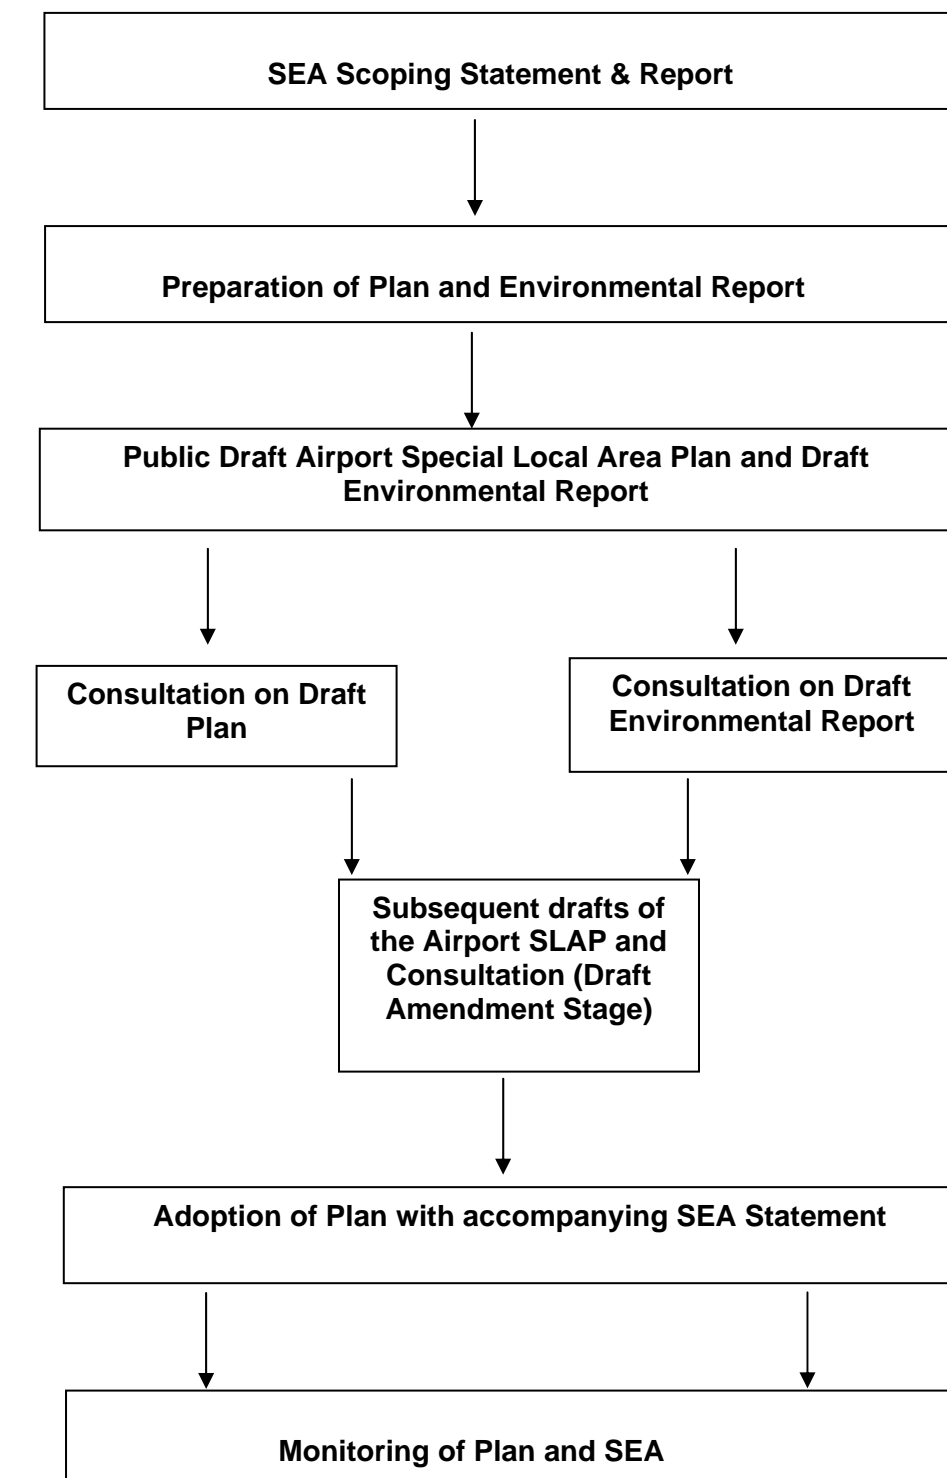 SEA Scoping Statement & Report
Preparation of Plan and Environmental Report
Public Draft Airport Special Local Area Plan and Draft
Environmental Report
Consultation on Draft
Plan
Consultation on Draft
Environmental Report
Subsequent drafts of
the Airport SLAP and
Consultation (Draft
Amendment Stage)
Adoption of Plan with accompanying SEA Statement
Monitoring of Plan and SEA